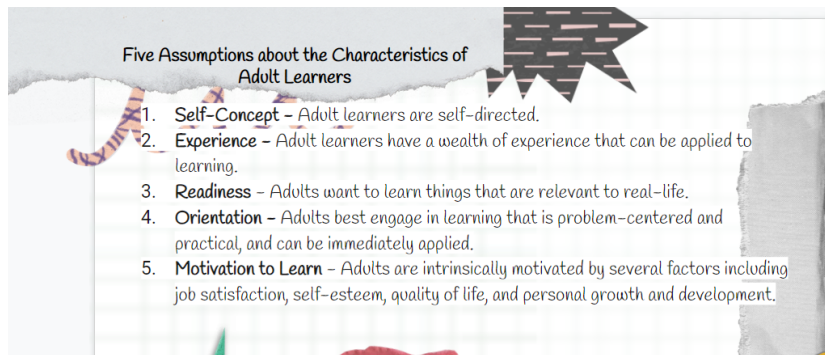 Five Assumptions about the Characteristics of
Adult Learners
1. Self-Concept – Adult learners are self-directed.
2. Experience – Adult learners have a wealth of experience that can be applied to
learning.
3. Readiness – Adults want to learn things that are relevant to real-life.
4. Orientation – Adults best engage in learning that is problem-centered and
practical, and can be immediately applied.
5. Motivation to Learn – Adults are intrinsically motivated by several factors including
job satisfaction, self-esteem, quality of life, and personal growth and development.